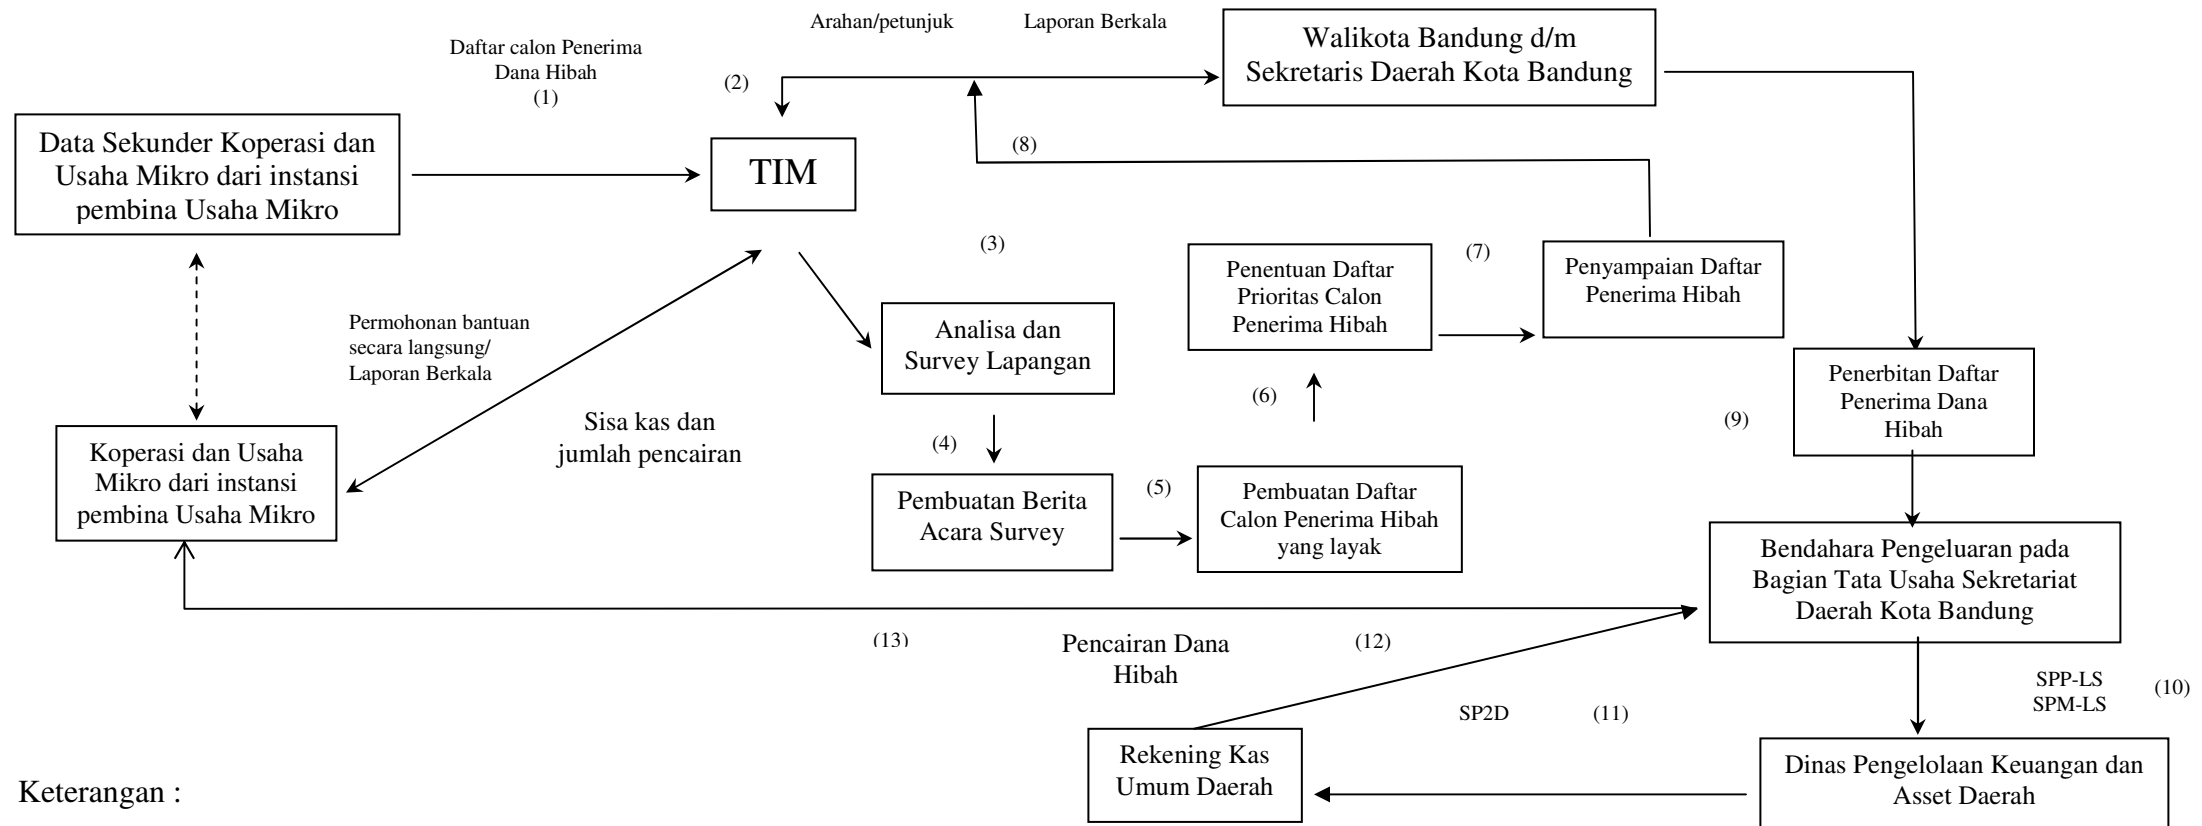 Arahan/petunjuk
Laporan Berkala
Walikota Bandung d/m
Sekretaris Daerah Kota Bandung
Daftar calon Penerima
Dana Hibah
(1)
(2)
Data Sekunder Koperasi dan
Usaha Mikro dari instansi
pembina Usaha Mikro
TIM
(8)
(3)
Penentuan Daftar
Prioritas Calon
Penerima Hibah
(7)
Penyampaian Daftar
Penerima Hibah
Permohonan bantuan
secara langsung/
Laporan Berkala
Analisa dan
Survey Lapangan
Penerbitan Daftar
Penerima Dana
Hibah
(6)
(9)
Sisa kas dan
jumlah pencairan
(4)
Koperasi dan Usaha
Mikro dari instansi
pembina Usaha Mikro
Pembuatan Berita
Acara Survey
(5)
Pembuatan Daftar
Calon Penerima Hibah
yang layak
Bendahara Pengeluaran pada
Bagian Tata Usaha Sekretariat
Daerah Kota Bandung
(13)
Pencairan Dana
Hibah
(12)
SPP-LS
SPM-LS
(10)
SP2D
(11)
Rekening Kas
Umum Daerah
Dinas Pengelolaan Keuangan dan
Asset Daerah
Keterangan :